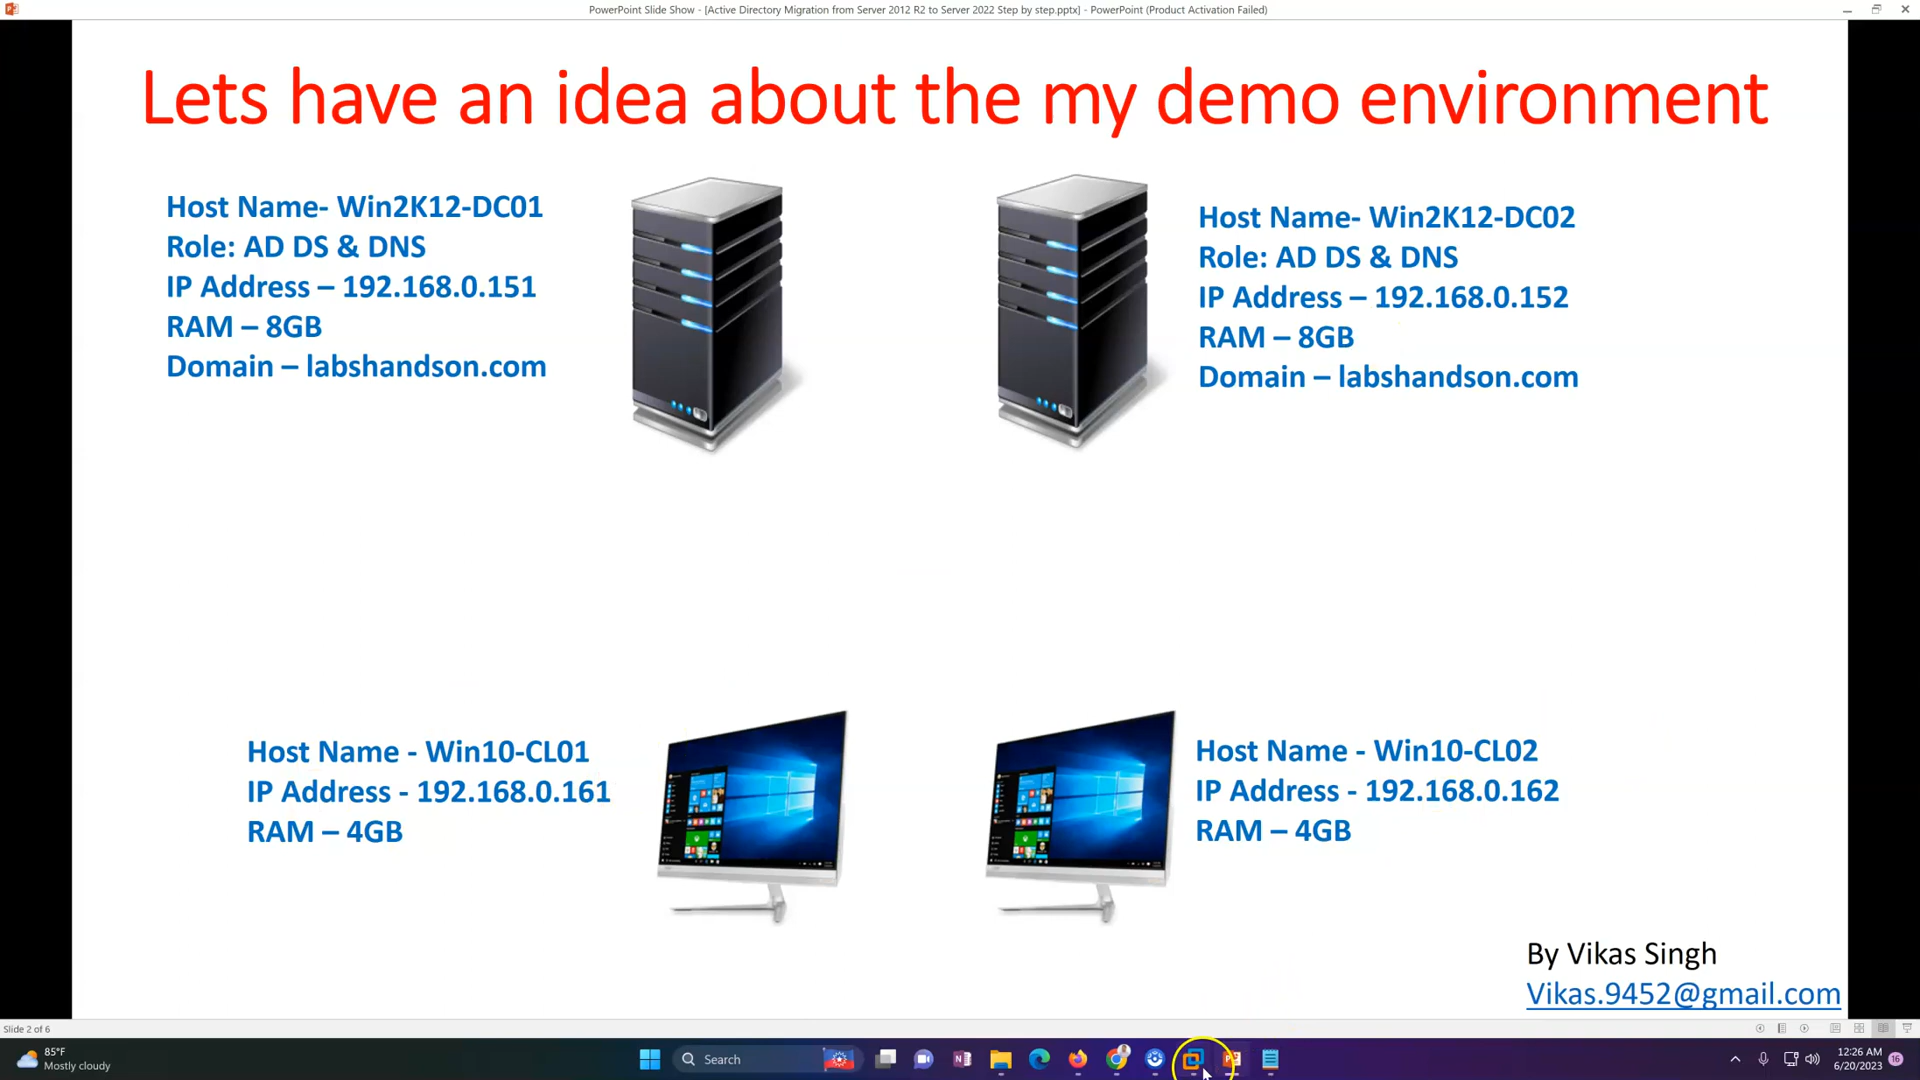 PowerPoint Slide Show - [Active Directory Migration from Server 2012 R2 to Server 2022 Step by step.pptx] - PowerPoint (Product Activation Failed)
Lets have an idea about the my demo environment
Host Name- Win2K12-DC01
Role: AD DS & DNS
IP Address – 192.168.0.151
RAM – 8GB
Domain – labshandson.com
Host Name- Win2K12-DC02
Role: AD DS & DNS
IP Address – 192.168.0.152
RAM – 8GB
Domain – labshandson.com
Host Name - Win10-CL01
IP Address - 192.168.0.161
RAM – 4GB
Host Name - Win10-CL02
IP Address - 192.168.0.162
RAM – 4GB
By Vikas Singh
Vikas.9452@gmail.com
Slide 2 of 6
85°F
Mostly cloudy
Search
12:26 AM
6/20/2023
16